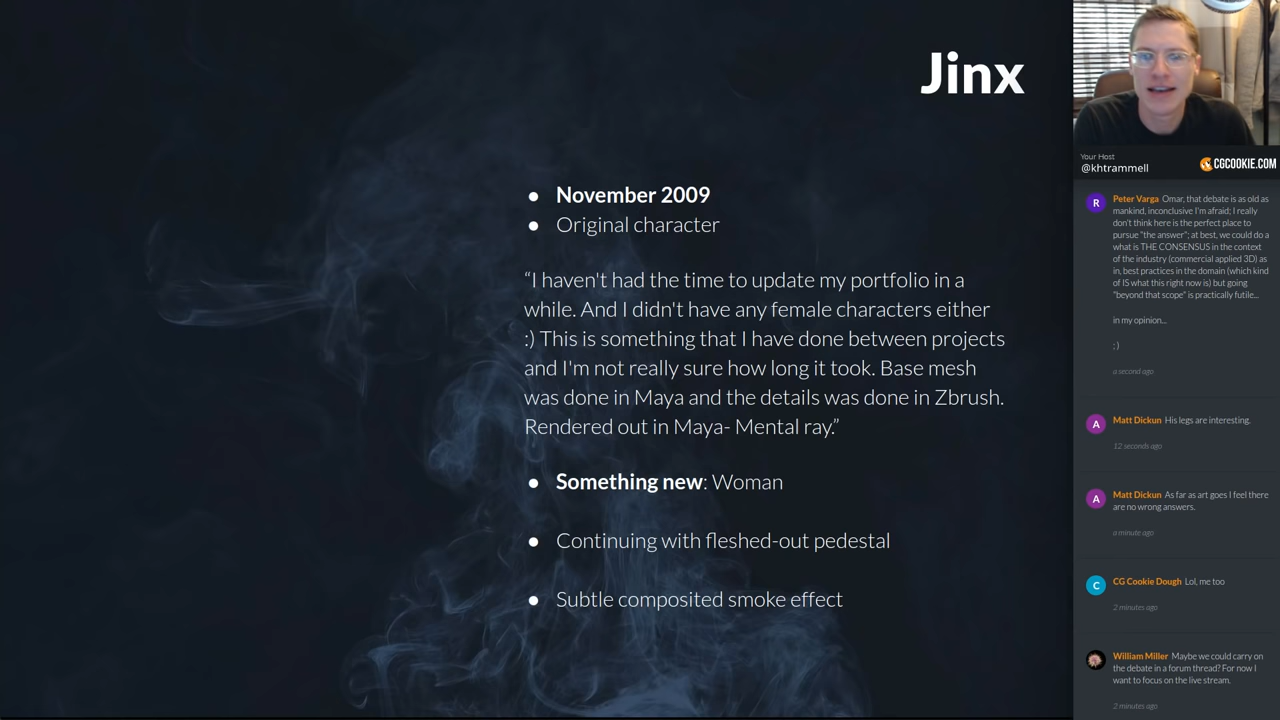 Jinx
● November 2009
● Original character
“I haven't had the time to update my portfolio in a
while. And I didn't have any female characters either
:) This is something that I have done between projects
and I'm not really sure how long it took. Base mesh
was done in Maya and the details was done in Zbrush.
Rendered out in Maya- Mental ray.”
● Something new: Woman
● Continuing with fleshed-out pedestal
● Subtle composited smoke effect
Your Host
@khtrammell
CGCOOKIE.COM
R
Peter Varga Omar, that debate is as old as
mankind, inconclusive I'm afraid; I really
don't think here is the perfect place to
pursue "the answer"; at best, we could do a
what is THE CONSENSUS in the context
of the industry (commercial applied 3D) as
in, best practices in the domain (which kind
of IS what this right now is) but going
"beyond that scope" is practically futile...
in my opinion...
; )
a second ago
A
Matt Dickun His legs are interesting.
12 seconds ago
A
Matt Dickun As far as art goes I feel there
are no wrong answers.
a minute ago
C
CG Cookie Dough Lol, me too
2 minutes ago
William Miller Maybe we could carry on
the debate in a forum thread? For now I
want to focus on the live stream.
2 minutes ago